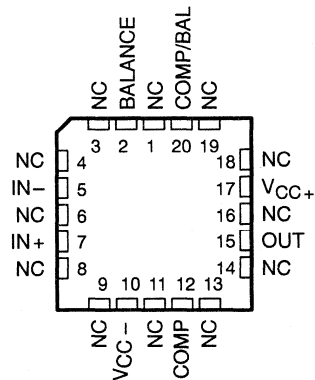 NC BALANCE NC COMP/BAL NC
3 2 1 20 19
NC 4 18 NC
IN− 5 17 VCC+
NC 6 16 NC
IN+ 7 15 OUT
NC 8 14 NC
9 10 11 12 13
NC VCC− NC COMP NC